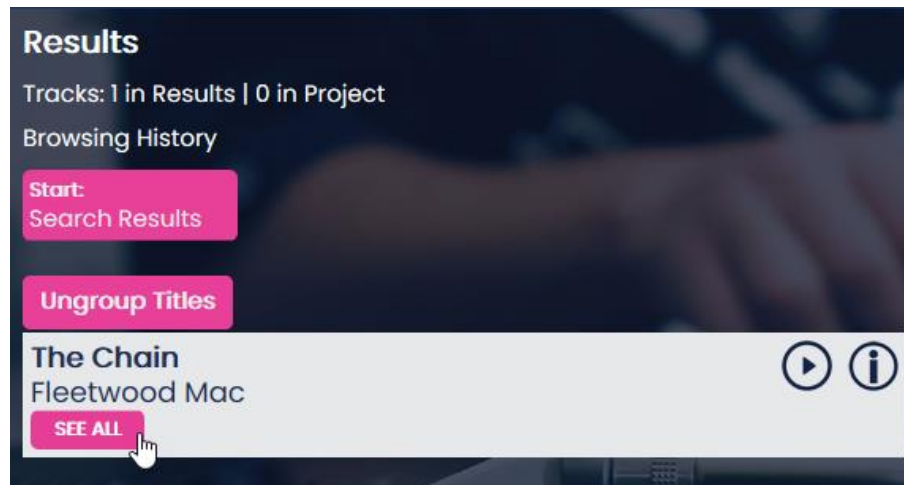 Results
Tracks: 1 in Results | 0 in Project
Browsing History
Start:
Search Results
Ungroup Titles
The Chain
Fleetwood Mac
SEE ALL